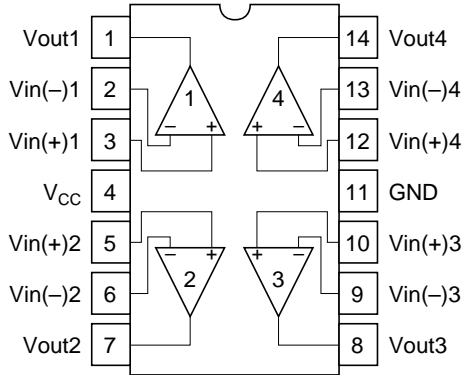 Vout1 1 14 Vout4
Vin(–)1 2 13 Vin(–)4
1 4
Vin(+)1 3 – + + – 12 Vin(+)4
VCC 4 11 GND
Vin(+)2 5 – + + – 10 Vin(+)3
2 3
Vin(–)2 6 9 Vin(–)3
Vout2 7 8 Vout3